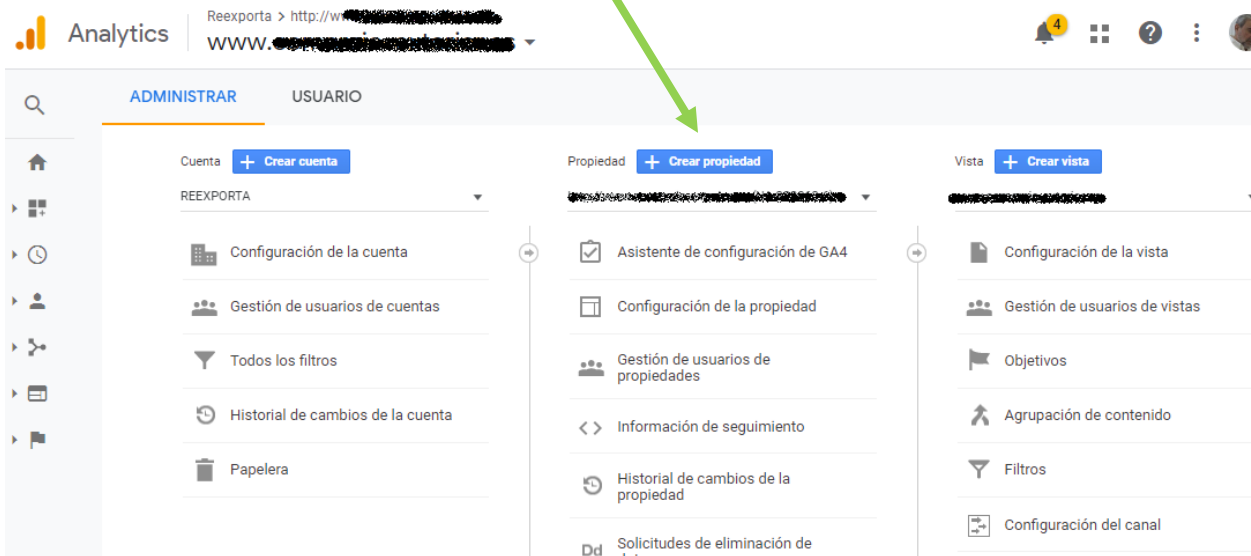 Analytics
Reexporta > http://w
www.
4
ADMINISTRAR
USUARIO
Cuenta
+ Crear cuenta
REEXPORTA
Configuración de la cuenta
Gestión de usuarios de cuentas
Todos los filtros
Historial de cambios de la cuenta
Papelera
Propiedad
+ Crear propiedad
Asistente de configuración de GA4
Configuración de la propiedad
Gestión de usuarios de
propiedades
<> Información de seguimiento
Historial de cambios de la
propiedad
Dd Solicitudes de eliminación de
Vista
+ Crear vista
Configuración de la vista
Gestión de usuarios de vistas
Objetivos
Agrupación de contenido
Filtros
Configuración del canal